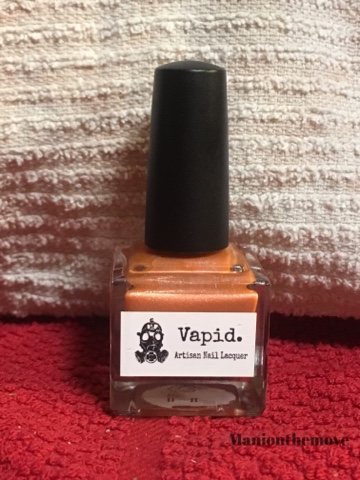 Vapid.
Artisan Nail Lacquer
Manionthemove